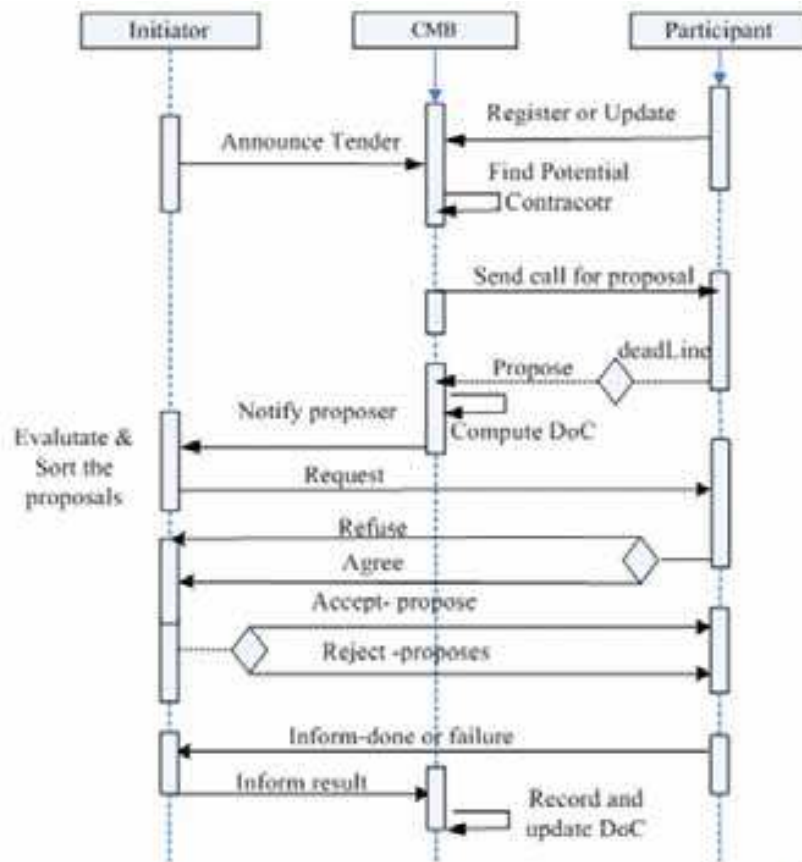 Initiator
CMB
Participant
Register or Update
Announce Tender
Find Potential
Contracotr
Send call for proposal
deadLine
Propose
Notify proposer
Compute DoC
Evalutate &
Sort the
proposals
Request
Refuse
Agree
Accept- propose
Reject -proposes
Inform-done or failure
Inform result
Record and
update DoC